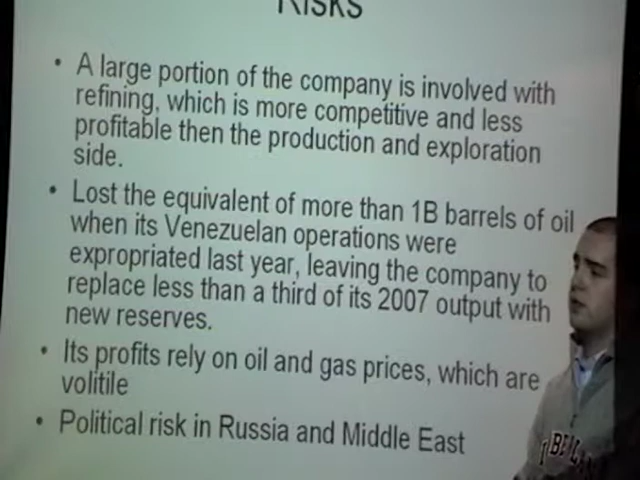 Risks
• A large portion of the company is involved with
refining, which is more competitive and less
profitable then the production and exploration
side.
• Lost the equivalent of more than 1B barrels of oil
when its Venezuelan operations were
expropriated last year, leaving the company to
replace less than a third of its 2007 output with
new reserves.
• Its profits rely on oil and gas prices, which are
volitile
• Political risk in Russia and Middle East